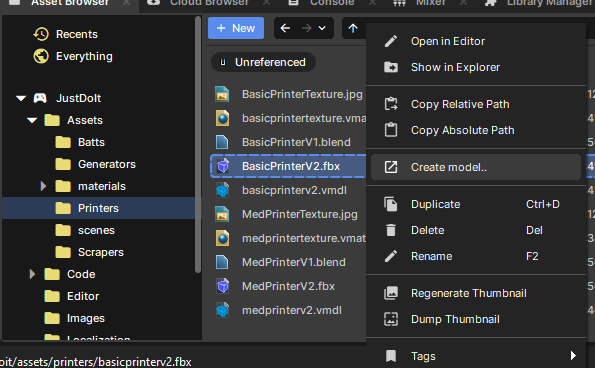 Asset Browser
Cloud Browser
Console
Mixer
Library Manager
Recents
Everything
JustDoIt
Assets
Batts
Generators
materials
Printers
scenes
Scrapers
Code
Editor
Images
Localization
+ New
Unreferenced
BasicPrinterTexture.jpg
basicprintertexture.vma
BasicPrinterV1.blend
BasicPrinterV2.fbx
basicprinterv2.vmdl
MedPrinterTexture.jpg
medprintertexture.vmat
MedPrinterV1.blend
MedPrinterV2.fbx
medprinterv2.vmdl
Open in Editor
Show in Explorer
Copy Relative Path
Copy Absolute Path
Create model..
Duplicate Ctrl+D
Delete Del
Rename F2
Regenerate Thumbnail
Dump Thumbnail
Tags
oit/assets/printers/basicprinterv2.fbx